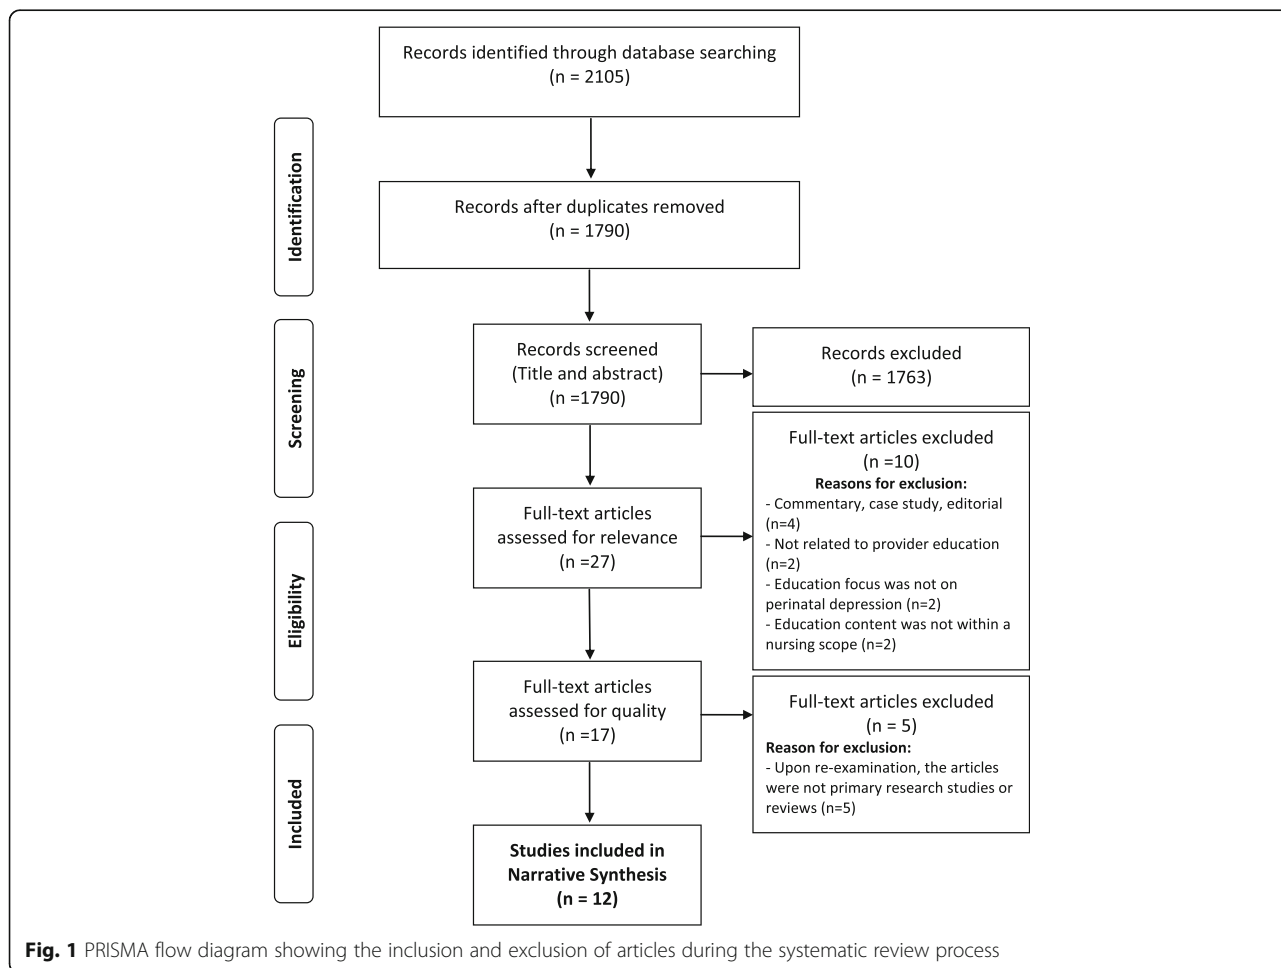 Records identified through database searching
(n = 2105)
Identification
Records after duplicates removed
(n = 1790)
Screening
Records screened
(Title and abstract)
(n =1790)
Records excluded
(n = 1763)
Full-text articles excluded
(n =10)
Reasons for exclusion:
- Commentary, case study, editorial
(n=4)
- Not related to provider education
(n=2)
- Education focus was not on
perinatal depression (n=2)
- Education content was not within a
nursing scope (n=2)
Eligibility
Full-text articles
assessed for relevance
(n =27)
Full-text articles
assessed for quality
(n =17)
Full-text articles excluded
(n = 5)
Reason for exclusion:
- Upon re-examination, the articles
were not primary research studies or
reviews (n=5)
Included
Studies included in
Narrative Synthesis
(n = 12)
Fig. 1 PRISMA flow diagram showing the inclusion and exclusion of articles during the systematic review process